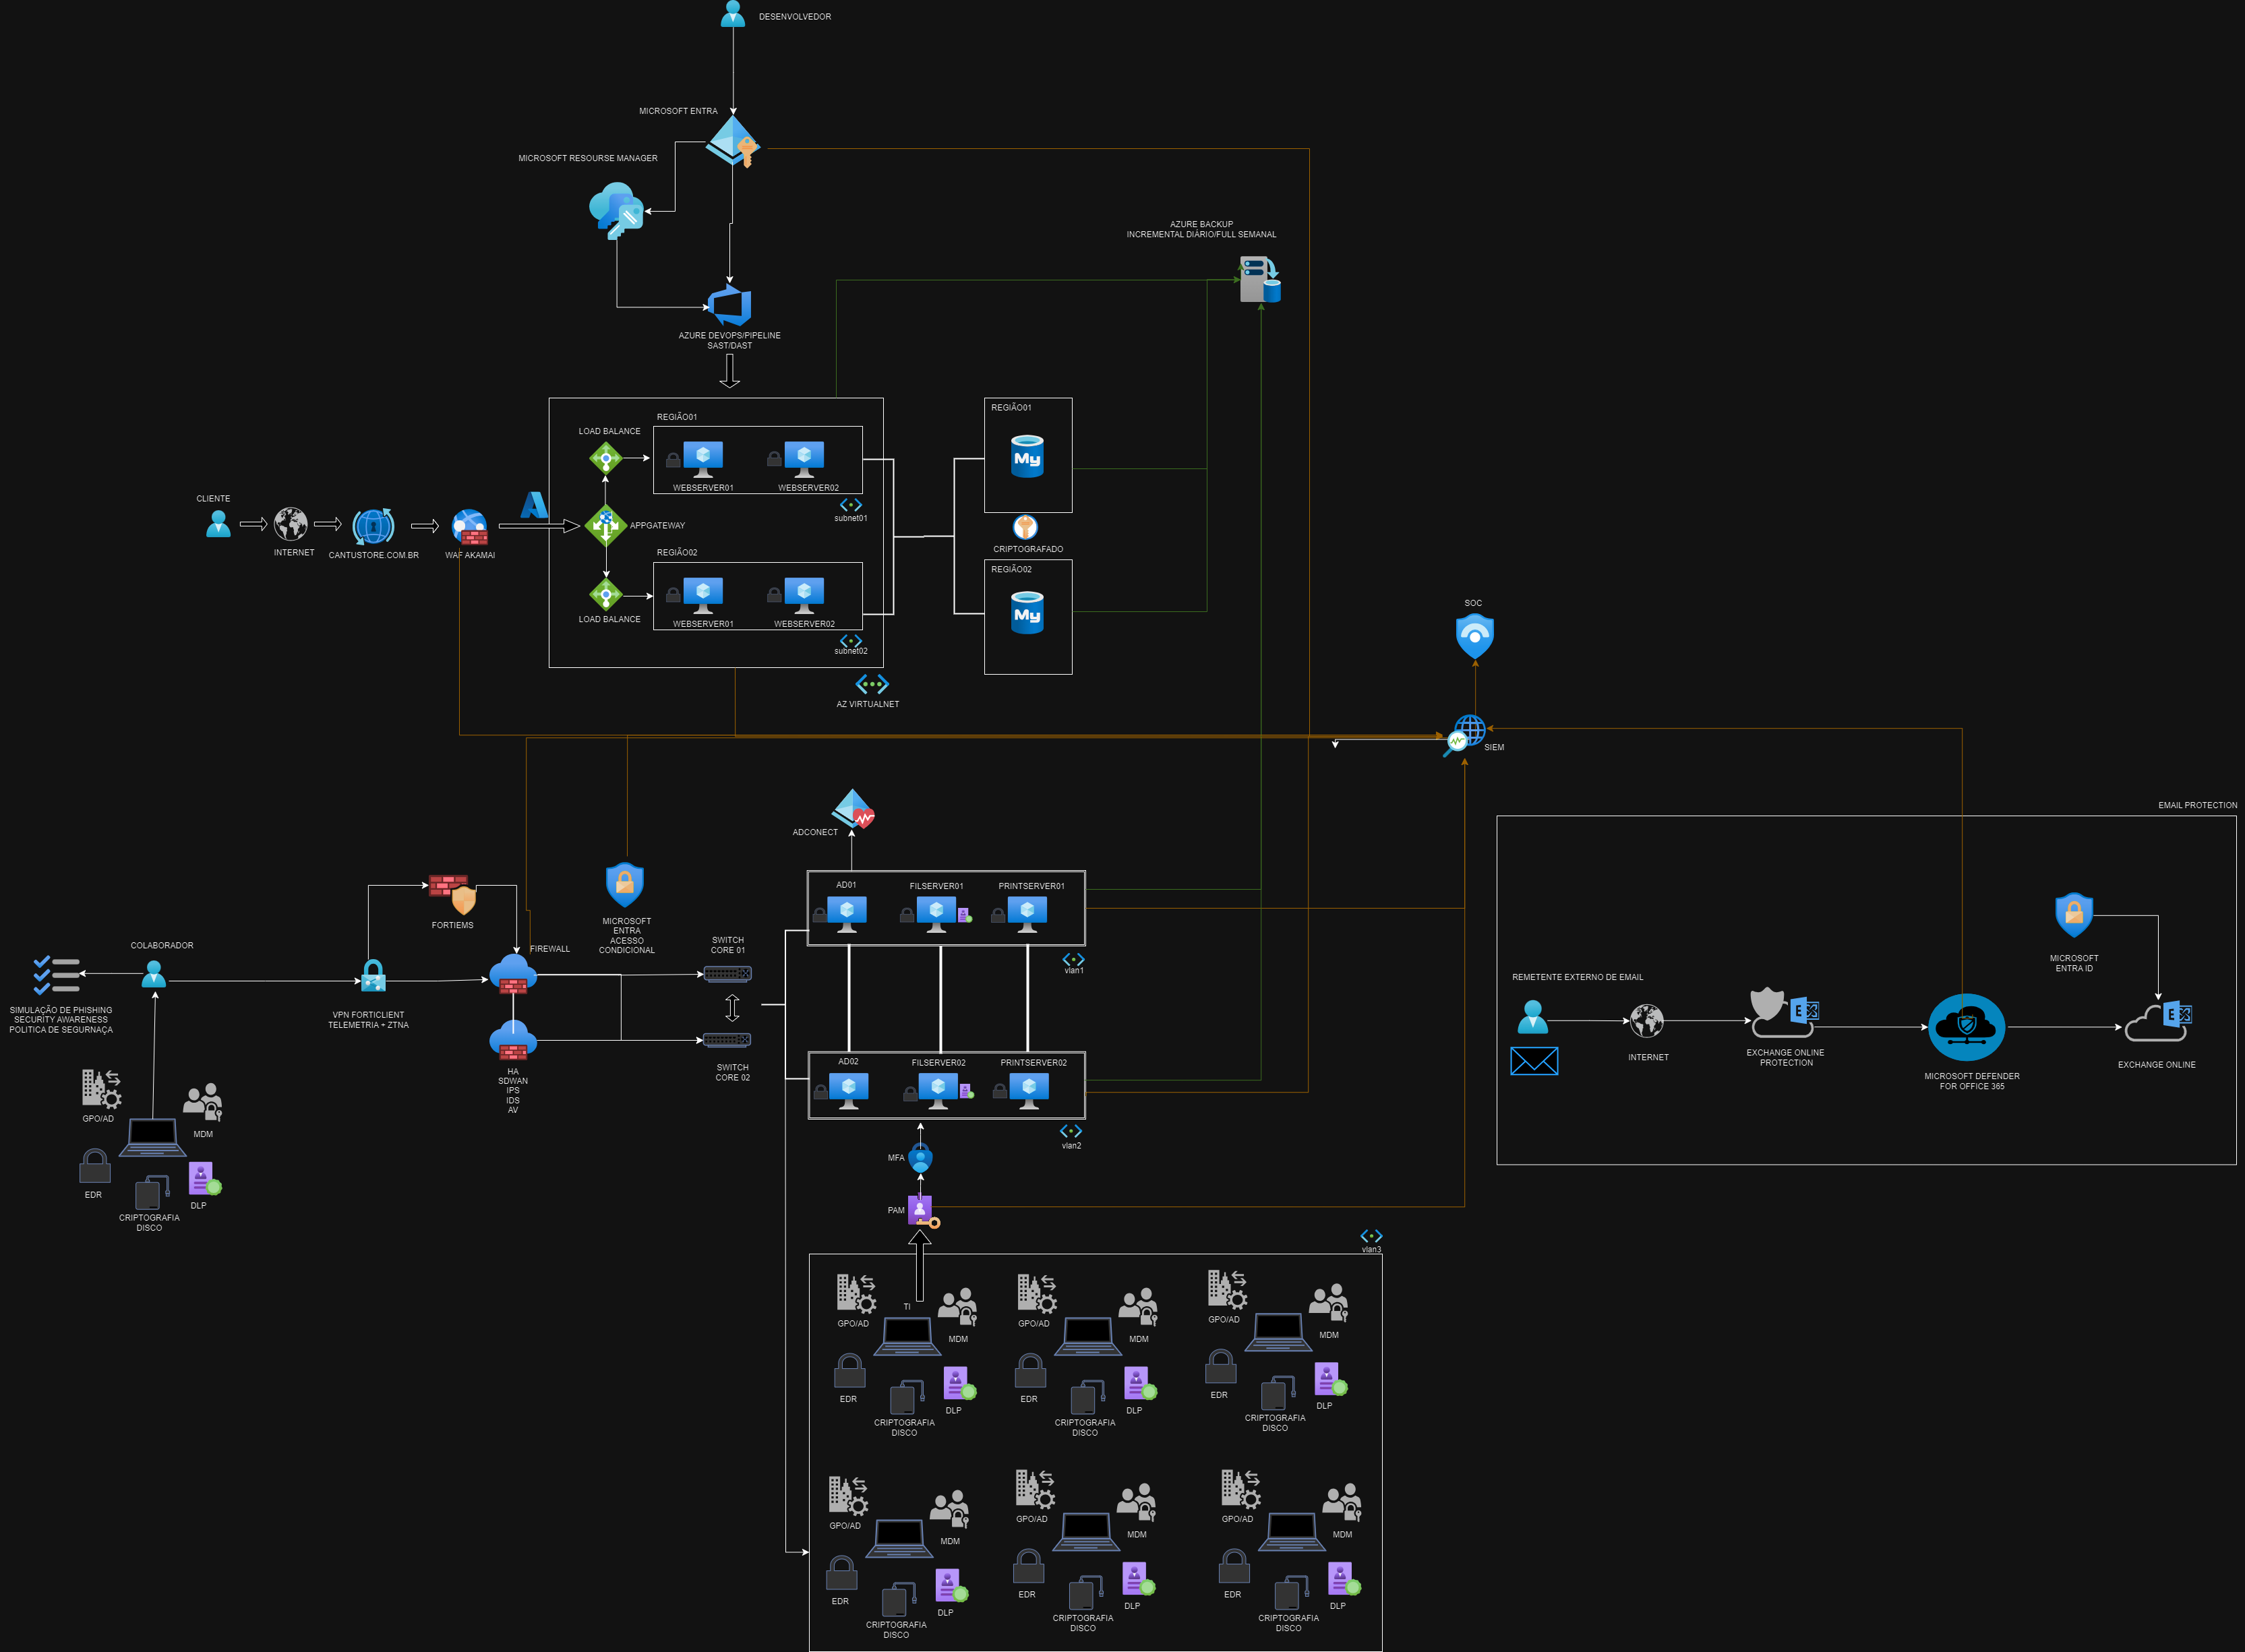 DESENVOLVEDOR
MICROSOFT ENTRA
MICROSOFT RESOURSE MANAGER
AZURE BACKUP
INCREMENTAL DIÁRIO/FULL SEMANAL
AZURE DEVOPS/PIPELINE
SAST/DAST
REGIÃO01
LOAD BALANCE
WEBSERVER01
WEBSERVER02
subnet01
REGIÃO01
My
CLIENTE
INTERNET
CANTUSTORE.COM.BR
WAF AKAMAI
APPGATEWAY
CRIPTOGRAFADO
REGIÃO02
LOAD BALANCE
WEBSERVER01
WEBSERVER02
subnet02
REGIÃO02
My
AZ VIRTUALNET
SOC
SIEM
EMAIL PROTECTION
ADCONECT
AD01
FILSERVER01
PRINTSERVER01
vlan1
FORTIEMS
MICROSOFT
ENTRA
ACESSO
CONDICIONAL
FIREWALL
SWITCH
CORE 01
COLABORADOR
SIMULAÇÃO DE PHISHING
SECURITY AWARENESS
POLITICA DE SEGURNAÇA
VPN FORTICLIENT
TELEMETRIA + ZTNA
HA
SDWAN
IPS
IDS
AV
SWITCH
CORE 02
AD02
FILSERVER02
PRINTSERVER02
vlan2
MICROSOFT
ENTRA ID
REMETENTE EXTERNO DE EMAIL
INTERNET
EXCHANGE ONLINE
PROTECTION
MICROSOFT DEFENDER
FOR OFFICE 365
EXCHANGE ONLINE
GPO/AD
MDM
EDR
DLP
CRIPTOGRAFIA
DISCO
MFA
PAM
vlan3
TI
GPO/AD
MDM
EDR
DLP
CRIPTOGRAFIA
DISCO
GPO/AD
MDM
EDR
DLP
CRIPTOGRAFIA
DISCO
GPO/AD
MDM
EDR
DLP
CRIPTOGRAFIA
DISCO
GPO/AD
MDM
EDR
DLP
CRIPTOGRAFIA
DISCO
GPO/AD
MDM
EDR
DLP
CRIPTOGRAFIA
DISCO
GPO/AD
MDM
EDR
DLP
CRIPTOGRAFIA
DISCO